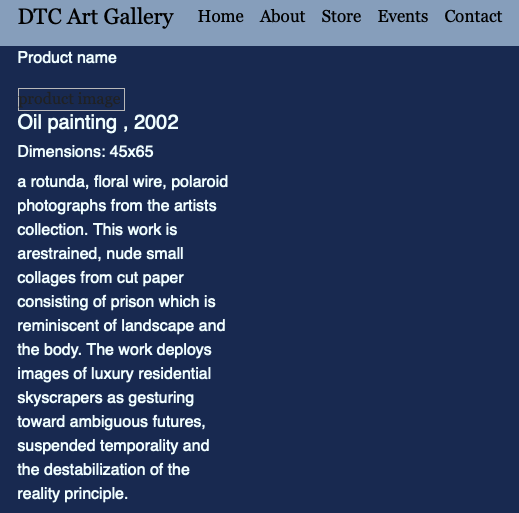 DTC Art Gallery Home About Store Events Contact
Product name
product image
Oil painting , 2002
Dimensions: 45x65
a rotunda, floral wire, polaroid
photographs from the artists
collection. This work is
arestrained, nude small
collages from cut paper
consisting of prison which is
reminiscent of landscape and
the body. The work deploys
images of luxury residential
skyscrapers as gesturing
toward ambiguous futures,
suspended temporality and
the destabilization of the
reality principle.